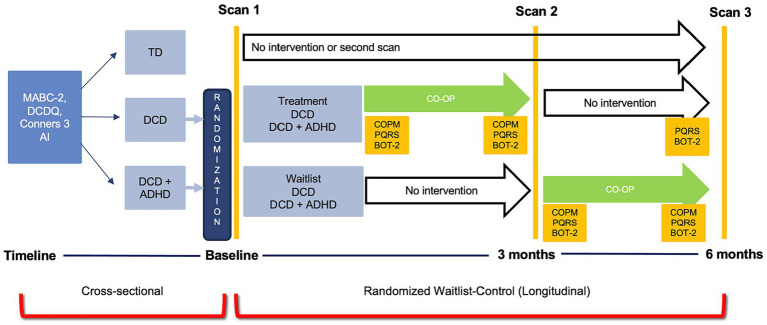 Scan 1
Scan 2
Scan 3
No intervention or second scan
TD
MABC-2,
DCDQ,
Conners 3
AI
DCD
DCD +
ADHD
RANDOMIZATION
Treatment
DCD
DCD + ADHD
CO-OP
COPM
PQRS
BOT-2
COPM
PQRS
BOT-2
No intervention
PQRS
BOT-2
Waitlist
DCD
DCD + ADHD
No intervention
CO-OP
COPM
PQRS
BOT-2
COPM
PQRS
BOT-2
Timeline
Baseline
3 months
6 months
Cross-sectional
Randomized Waitlist-Control (Longitudinal)